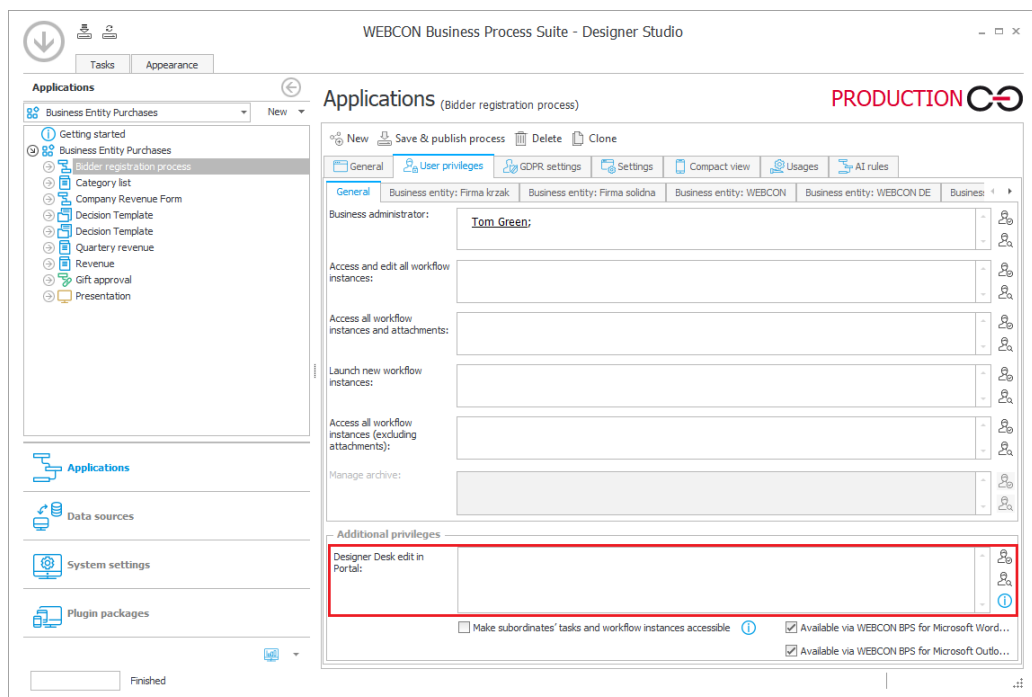 WEBCON Business Process Suite - Designer Studio
Tasks
Appearance
Applications
Business Entity Purchases
New
Getting started
Business Entity Purchases
Bidder registration process
Category list
Company Revenue Form
Decision Template
Decision Template
Quartery revenue
Revenue
Gift approval
Presentation
Applications
Data sources
System settings
Plugin packages
Finished
Applications (Bidder registration process)
PRODUCTION
New
Save & publish process
Delete
Clone
General
User privileges
GDPR settings
Settings
Compact view
Usages
AI rules
General
Business entity: Firma krzak
Business entity: Firma solidna
Business entity: WEBCON
Business entity: WEBCON DE
Business
Business administrator:
Tom Green;
Access and edit all workflow
instances:
Access all workflow
instances and attachments:
Launch new workflow
instances:
Access all workflow
instances (excluding
attachments):
Manage archive:
Additional privileges
Designer Desk edit in
Portal:
Make subordinates' tasks and workflow instances accessible
Available via WEBCON BPS for Microsoft Word...
Available via WEBCON BPS for Microsoft Outlo...